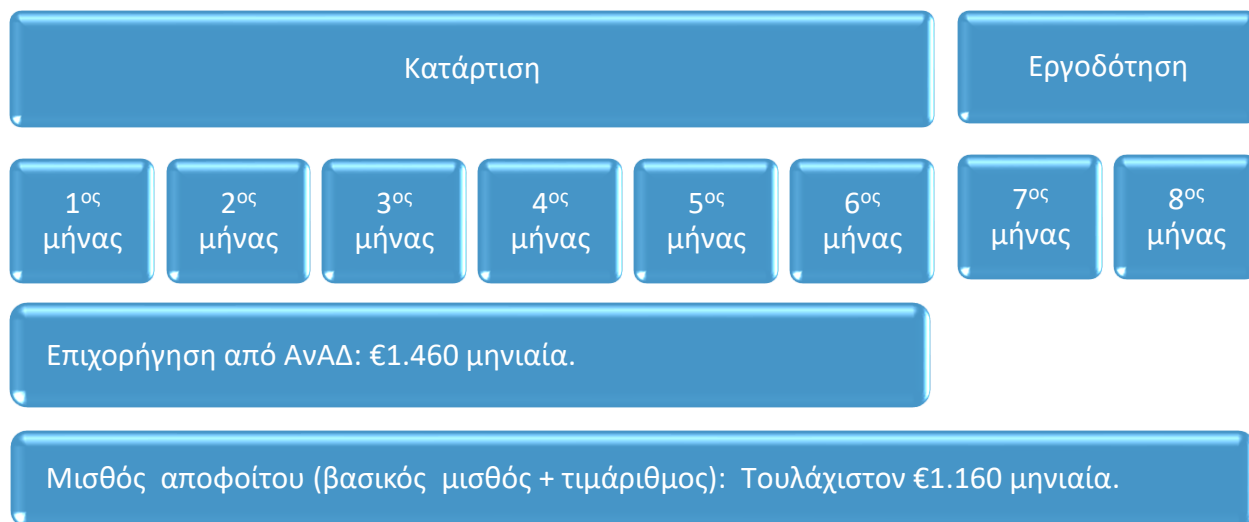 Κατάρτιση
Εργοδότηση
1ος
μήνας
2ος
μήνας
3ος
μήνας
4ος
μήνας
5ος
μήνας
6ος
μήνας
7ος
μήνας
8ος
μήνας
Επιχορήγηση από ΑνΑΔ: €1.460 μηνιαία.
Μισθός αποφοίτου (βασικός μισθός + τιμάριθμος): Τουλάχιστον €1.160 μηνιαία.